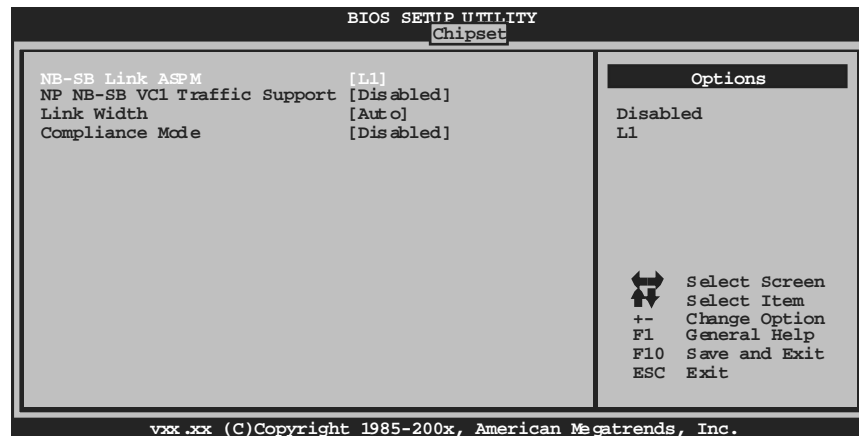 BIOS SETUP UTILITY
Chipset
NB-SB Link ASPM [L1]
NP NB-SB VC1 Traffic Support [Disabled]
Link Width [Auto]
Compliance Mode [Disabled]
Options
Disabled
L1
Select Screen
Select Item
+- Change Option
F1 General Help
F10 Save and Exit
ESC Exit
vxx.xx (C)Copyright 1985-200x, American Megatrends, Inc.